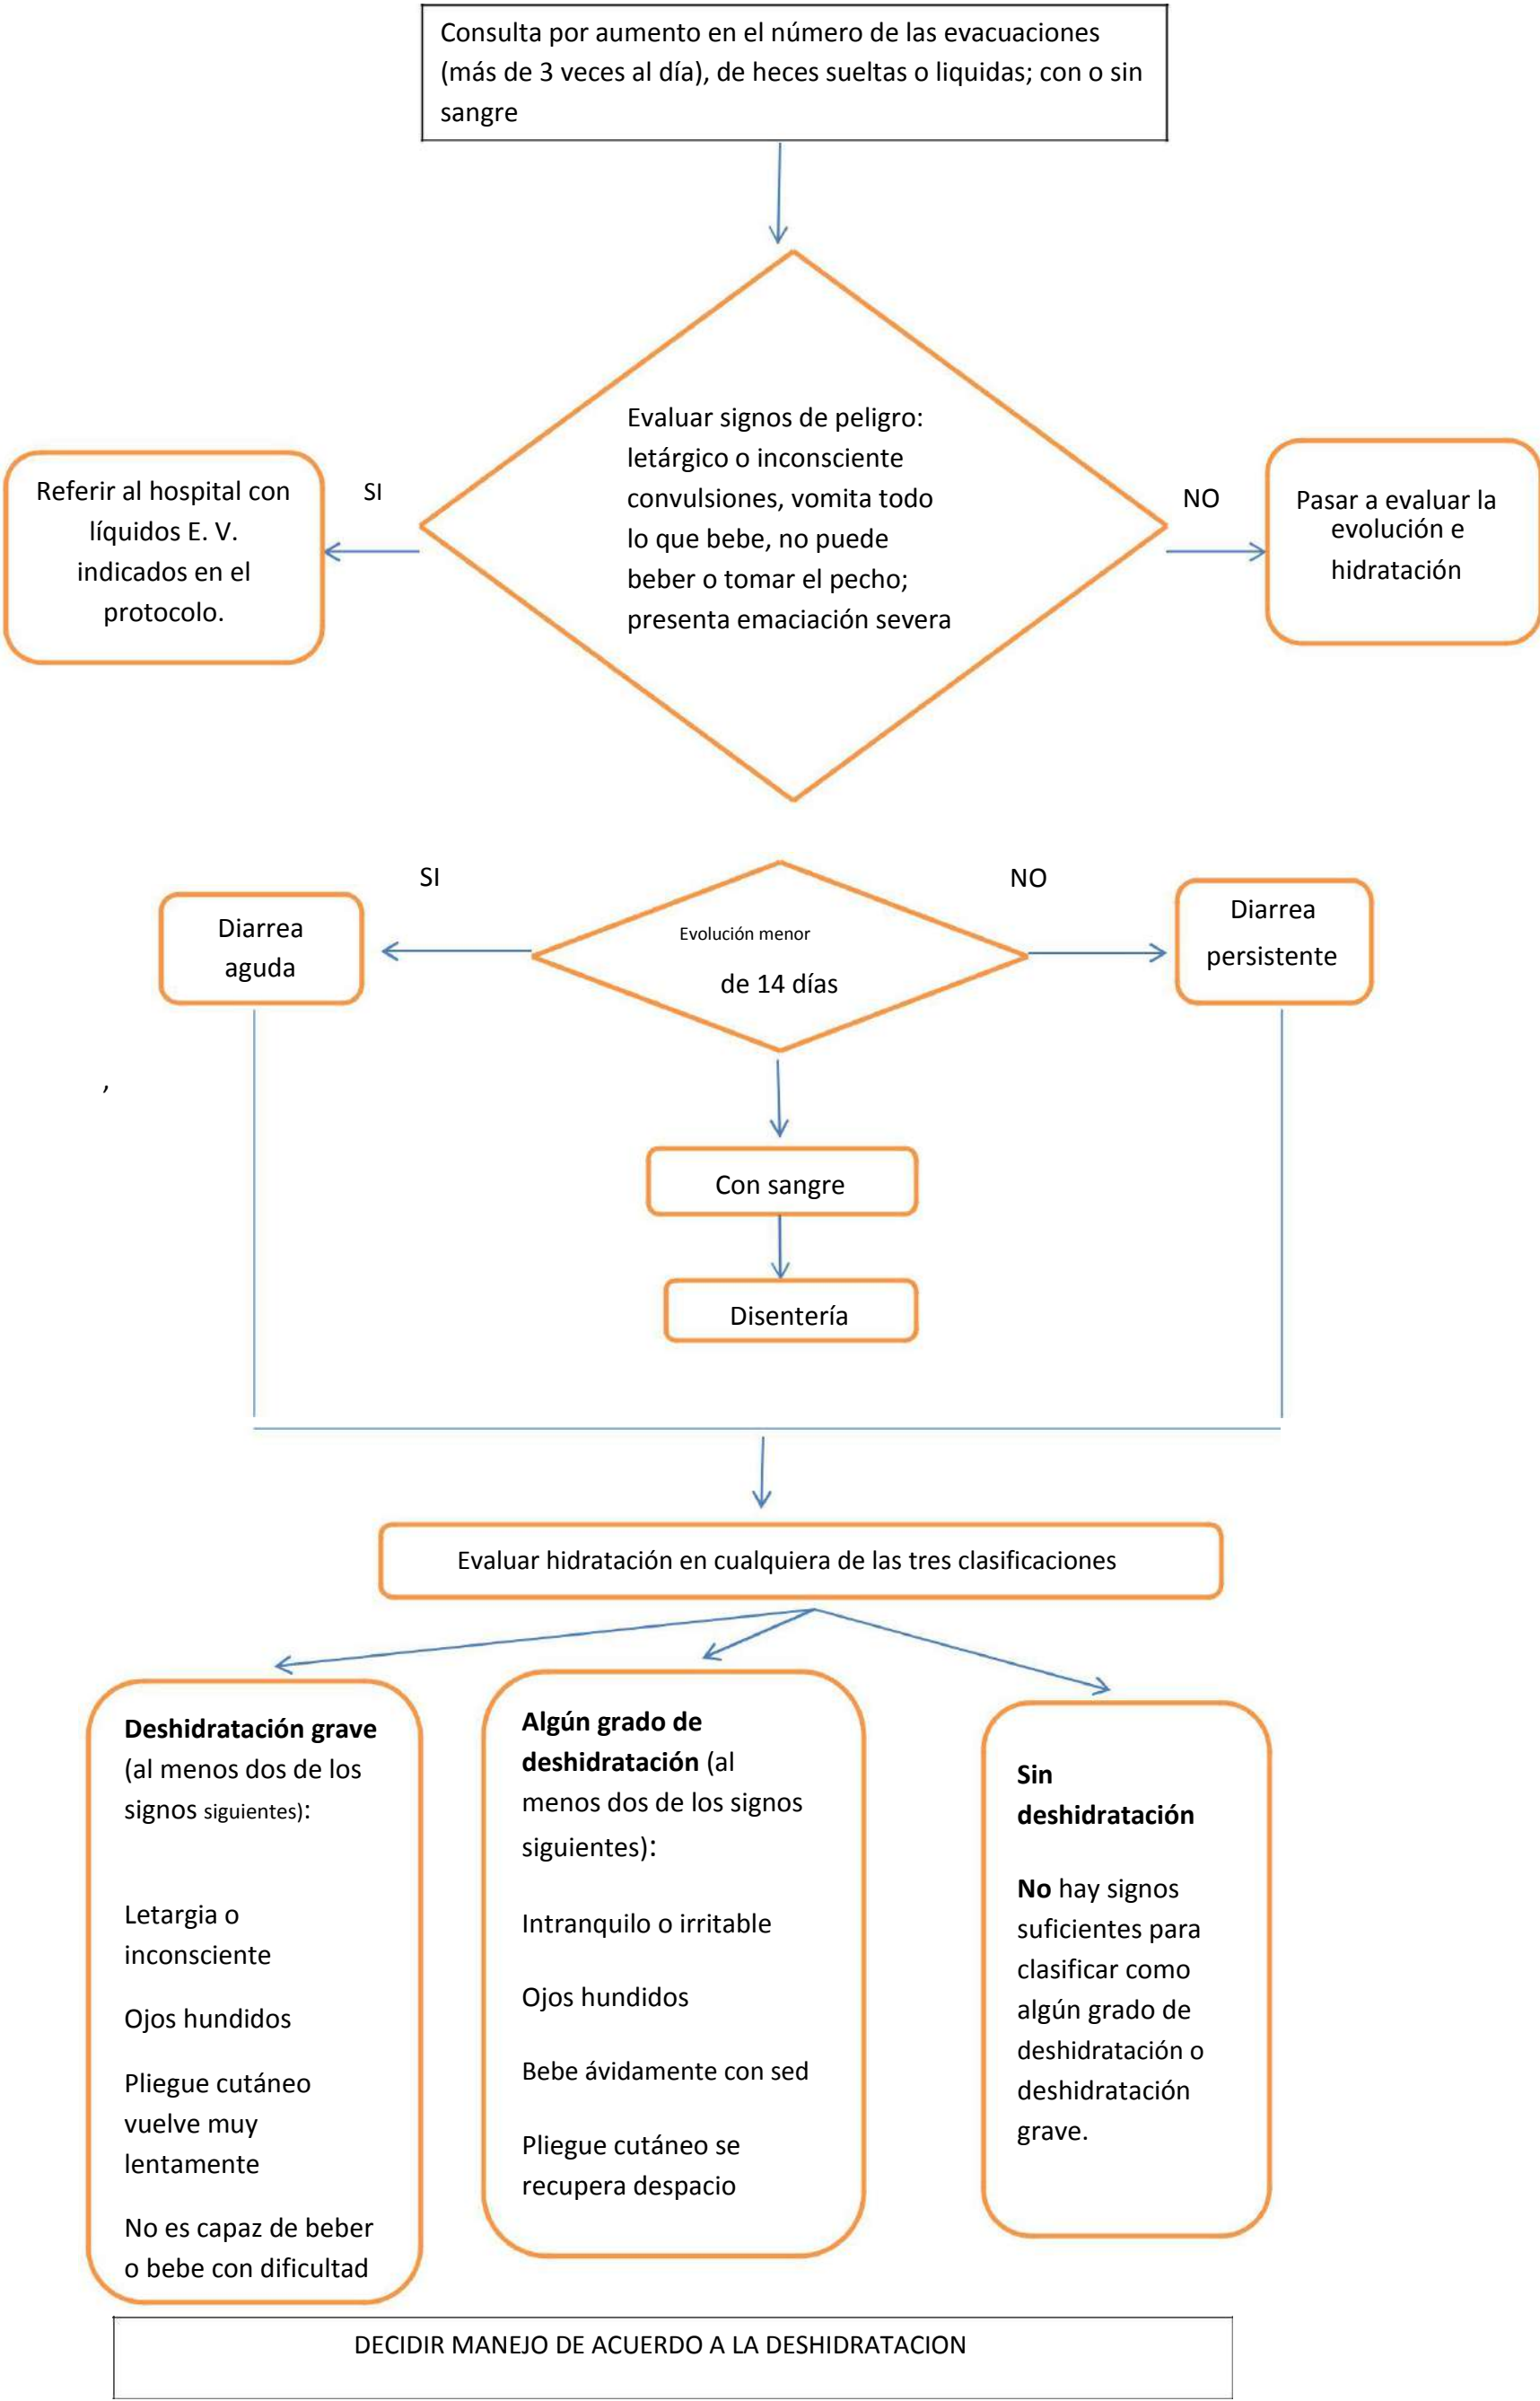 Consulta por aumento en el número de las evacuaciones
(más de 3 veces al día), de heces sueltas o liquidas; con o sin
sangre
Evaluar signos de peligro:
letárgico o inconsciente
convulsiones, vomita todo
lo que bebe, no puede
beber o tomar el pecho;
presenta emaciación severa
SI
NO
Referir al hospital con
líquidos E. V.
indicados en el
protocolo.
Pasar a evaluar la
evolución e
hidratación
SI
NO
Diarrea
aguda
Evolución menor
de 14 días
Diarrea
persistente
,
Con sangre
Disentería
Evaluar hidratación en cualquiera de las tres clasificaciones
Deshidratación grave
(al menos dos de los
signos siguientes):
Letargia o
inconsciente
Ojos hundidos
Pliegue cutáneo
vuelve muy
lentamente
No es capaz de beber
o bebe con dificultad
Algún grado de
deshidratación (al
menos dos de los signos
siguientes):
Intranquilo o irritable
Ojos hundidos
Bebe ávidamente con sed
Pliegue cutáneo se
recupera despacio
Sin
deshidratación
No hay signos
suficientes para
clasificar como
algún grado de
deshidratación o
deshidratación
grave.
DECIDIR MANEJO DE ACUERDO A LA DESHIDRATACION